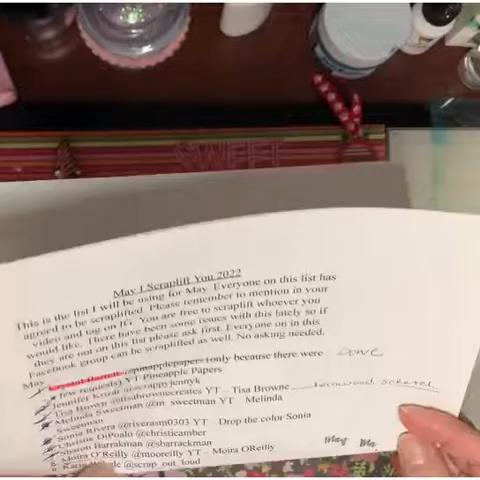 SWEET
May I Scraplift You 2022
This is the list I will be using for May. Everyone on this list has
agreed to be scraplifted. Please remember to mention in your
video and tag on IG. You are free to scraplift whoever you
would like. There have been some issues with this lately so if
they are not on this list please ask first. Everyone on in this
Facebook group can be scraplifted as well. No asking needed.
May
@pineapplepapers (only because there were DONE
a few requests) YT Pineapple Papers
Jennifer @scrappyjennyk
Tisa Browne @tisabrownecreates YT – Tisa Browne
Melinda Sweetman @m_sweetman YT – Melinda
Sweetman
Sonia Rivera @riverasm0303 YT – Drop the color Sonia
Christie DiPoalo @christicamber
Sharon Barrakman @sbarrackman
Moira O'Reilly @mooreilly YT – Moira OReilly
@scrap_out_loud
May